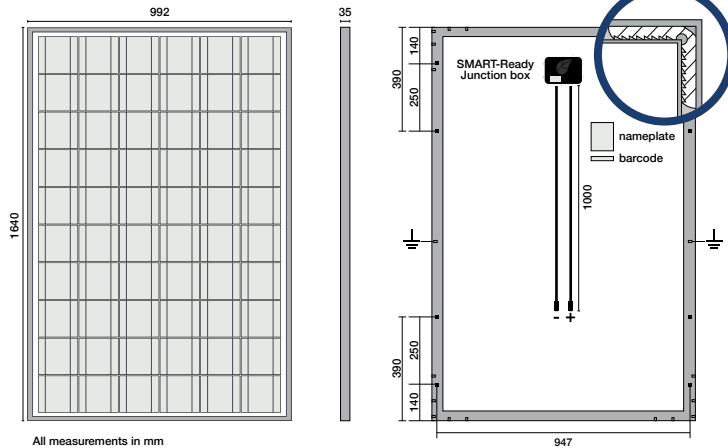 992
35
1640
All measurements in mm
140
390
250
SMART-Ready
Junction box
nameplate
barcode
1000
- +
390
250
140
947